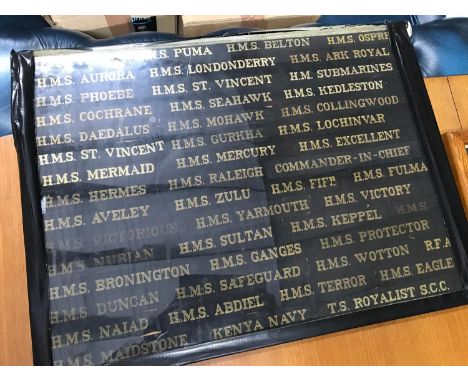 S. PUMA H.M.S. BELTON H.M.S. OSPRE
H.M.S. AURORA H.M.S. LONDONDERRY H.M.S. ARK ROYAL
H.M.S. PHOEBE H.M.S. ST. VINCENT H.M. SUBMARINES
H.M.S. COCHRANE H.M.S. SEAHAWK H.M.S. KEDLESTON
H.M.S. DAEDALUS H.M.S. MOHAWK H.M.S. COLLINGWOOD
H.M.S. ST. VINCENT H.M.S. GURKHA H.M.S. LOCHINVAR
H.M.S. MERMAID H.M.S. MERCURY H.M.S. EXCELLENT
H.M.S. HERMES H.M.S. RALEIGH COMMANDER-IN-CHIEF
H.M.S. AVELEY H.M.S. ZULU H.M.S. FIFE H.M.S. FULMA
H.M.S. VICTORIOUS H.M.S. YARMOUTH H.M.S. VICTORY
H.M.S. NUBIAN H.M.S. SULTAN H.M.S. KEPPEL H.M.S.
H.M.S. BRONINGTON H.M.S. GANGES H.M.S. PROTECTOR
H.M.S. DUNCAN H.M.S. SAFEGUARD H.M.S. WOTTON R.F.A
H.M.S. NAIAD H.M.S. ABDIEL H.M.S. TERROR H.M.S. EAGLE
H.M.S. MAIDSTONE KENYA NAVY T.S. ROYALIST S.C.C.